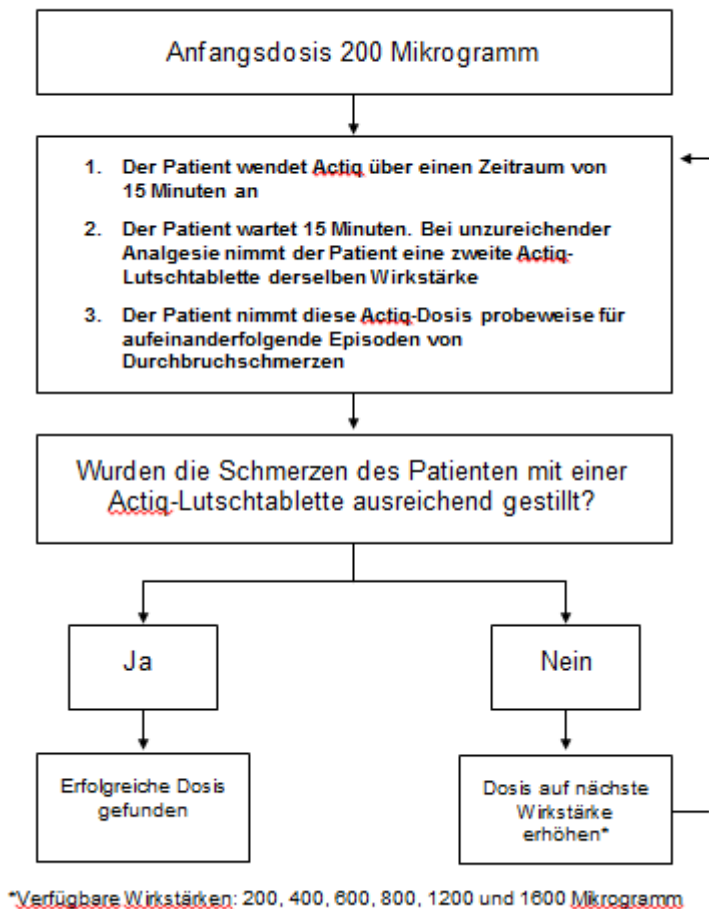 Anfangsdosis 200 Mikrogramm
1. Der Patient wendet Actiq über einen Zeitraum von
15 Minuten an
2. Der Patient wartet 15 Minuten. Bei unzureichender
Analgesie nimmt der Patient eine zweite Actiq-
Lutschtablette derselben Wirkstärke
3. Der Patient nimmt diese Actiq-Dosis probeweise für
aufeinanderfolgende Episoden von
Durchbruchschmerzen
Wurden die Schmerzen des Patienten mit einer
Actiq-Lutschtablette ausreichend gestillt?
Ja
Nein
Erfolgreiche Dosis
gefunden
Dosis auf nächste
Wirkstärke
erhöhen*
*Verfügbare Wirkstärken: 200, 400, 600, 800, 1200 und 1600 Mikrogramm